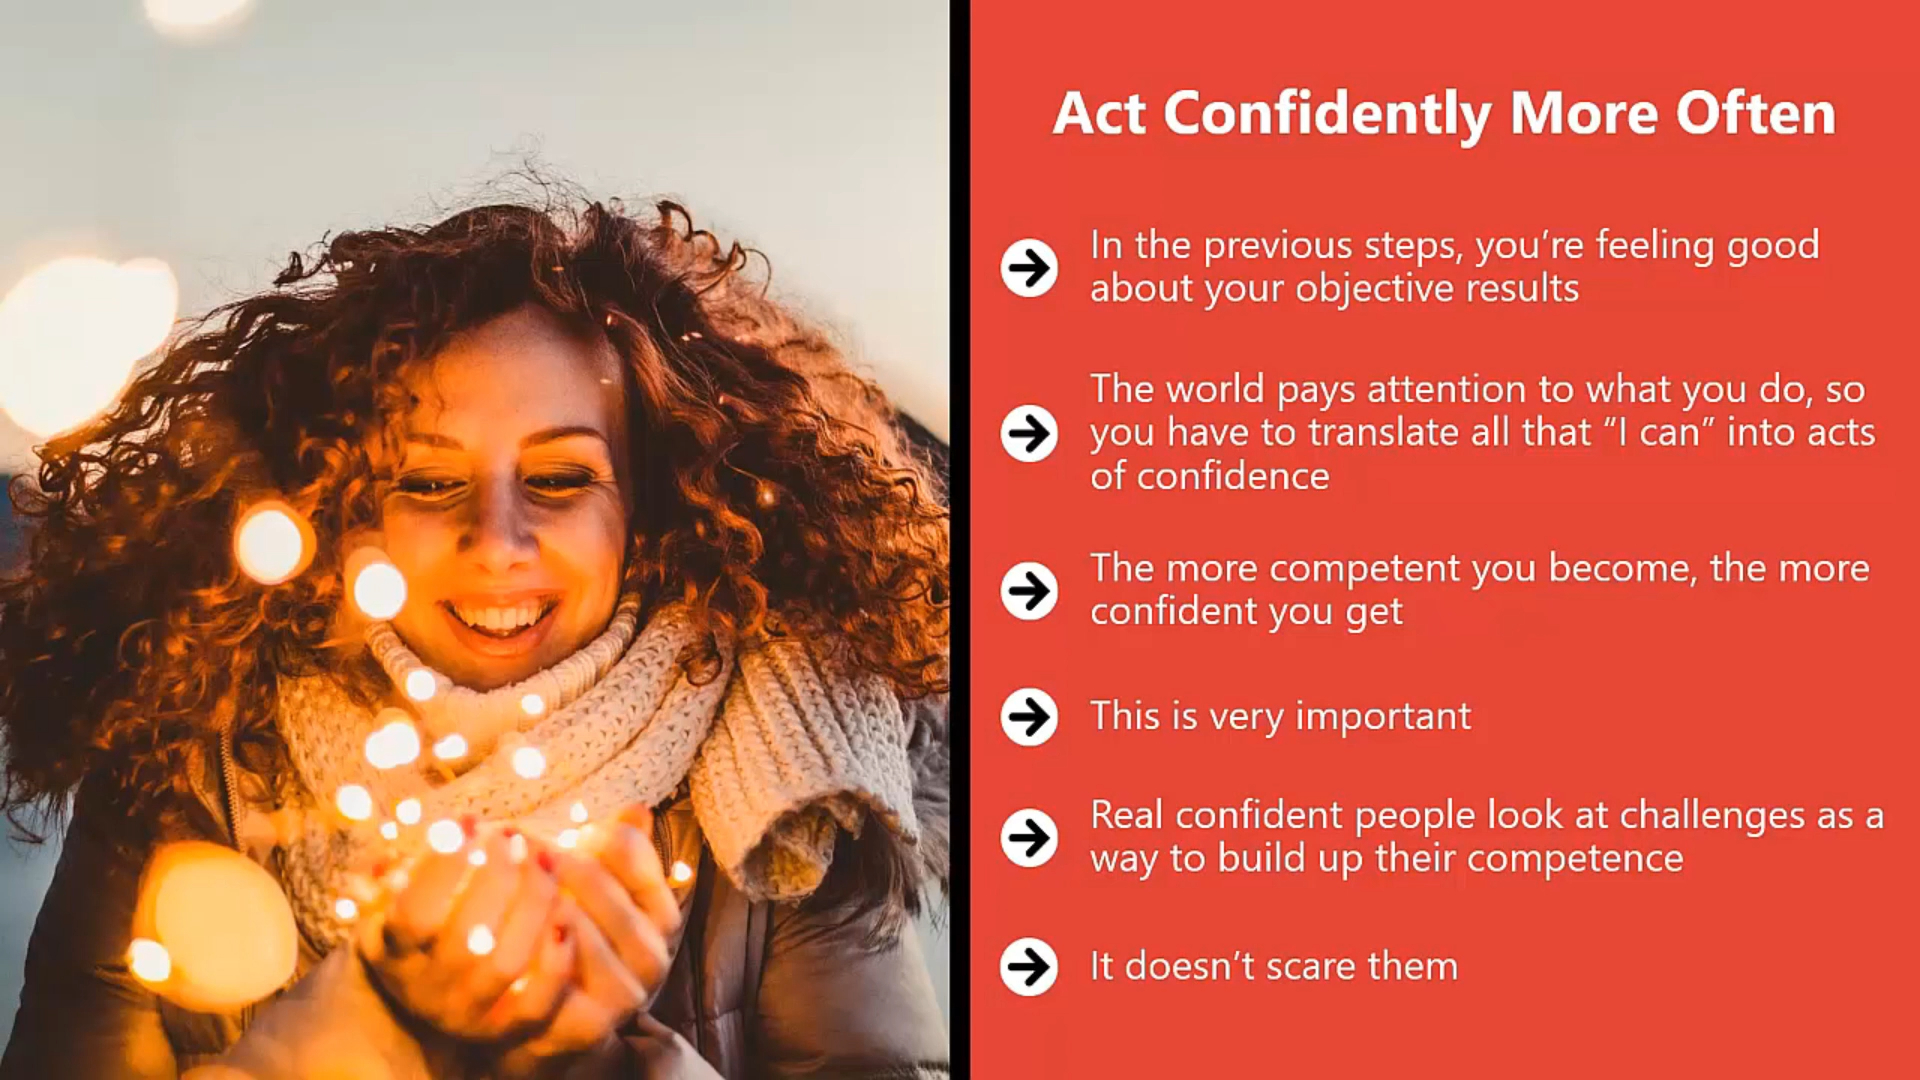 Act Confidently More Often
In the previous steps, you’re feeling good
about your objective results
The world pays attention to what you do, so
you have to translate all that “I can” into acts
of confidence
The more competent you become, the more
confident you get
This is very important
Real confident people look at challenges as a
way to build up their competence
It doesn’t scare them